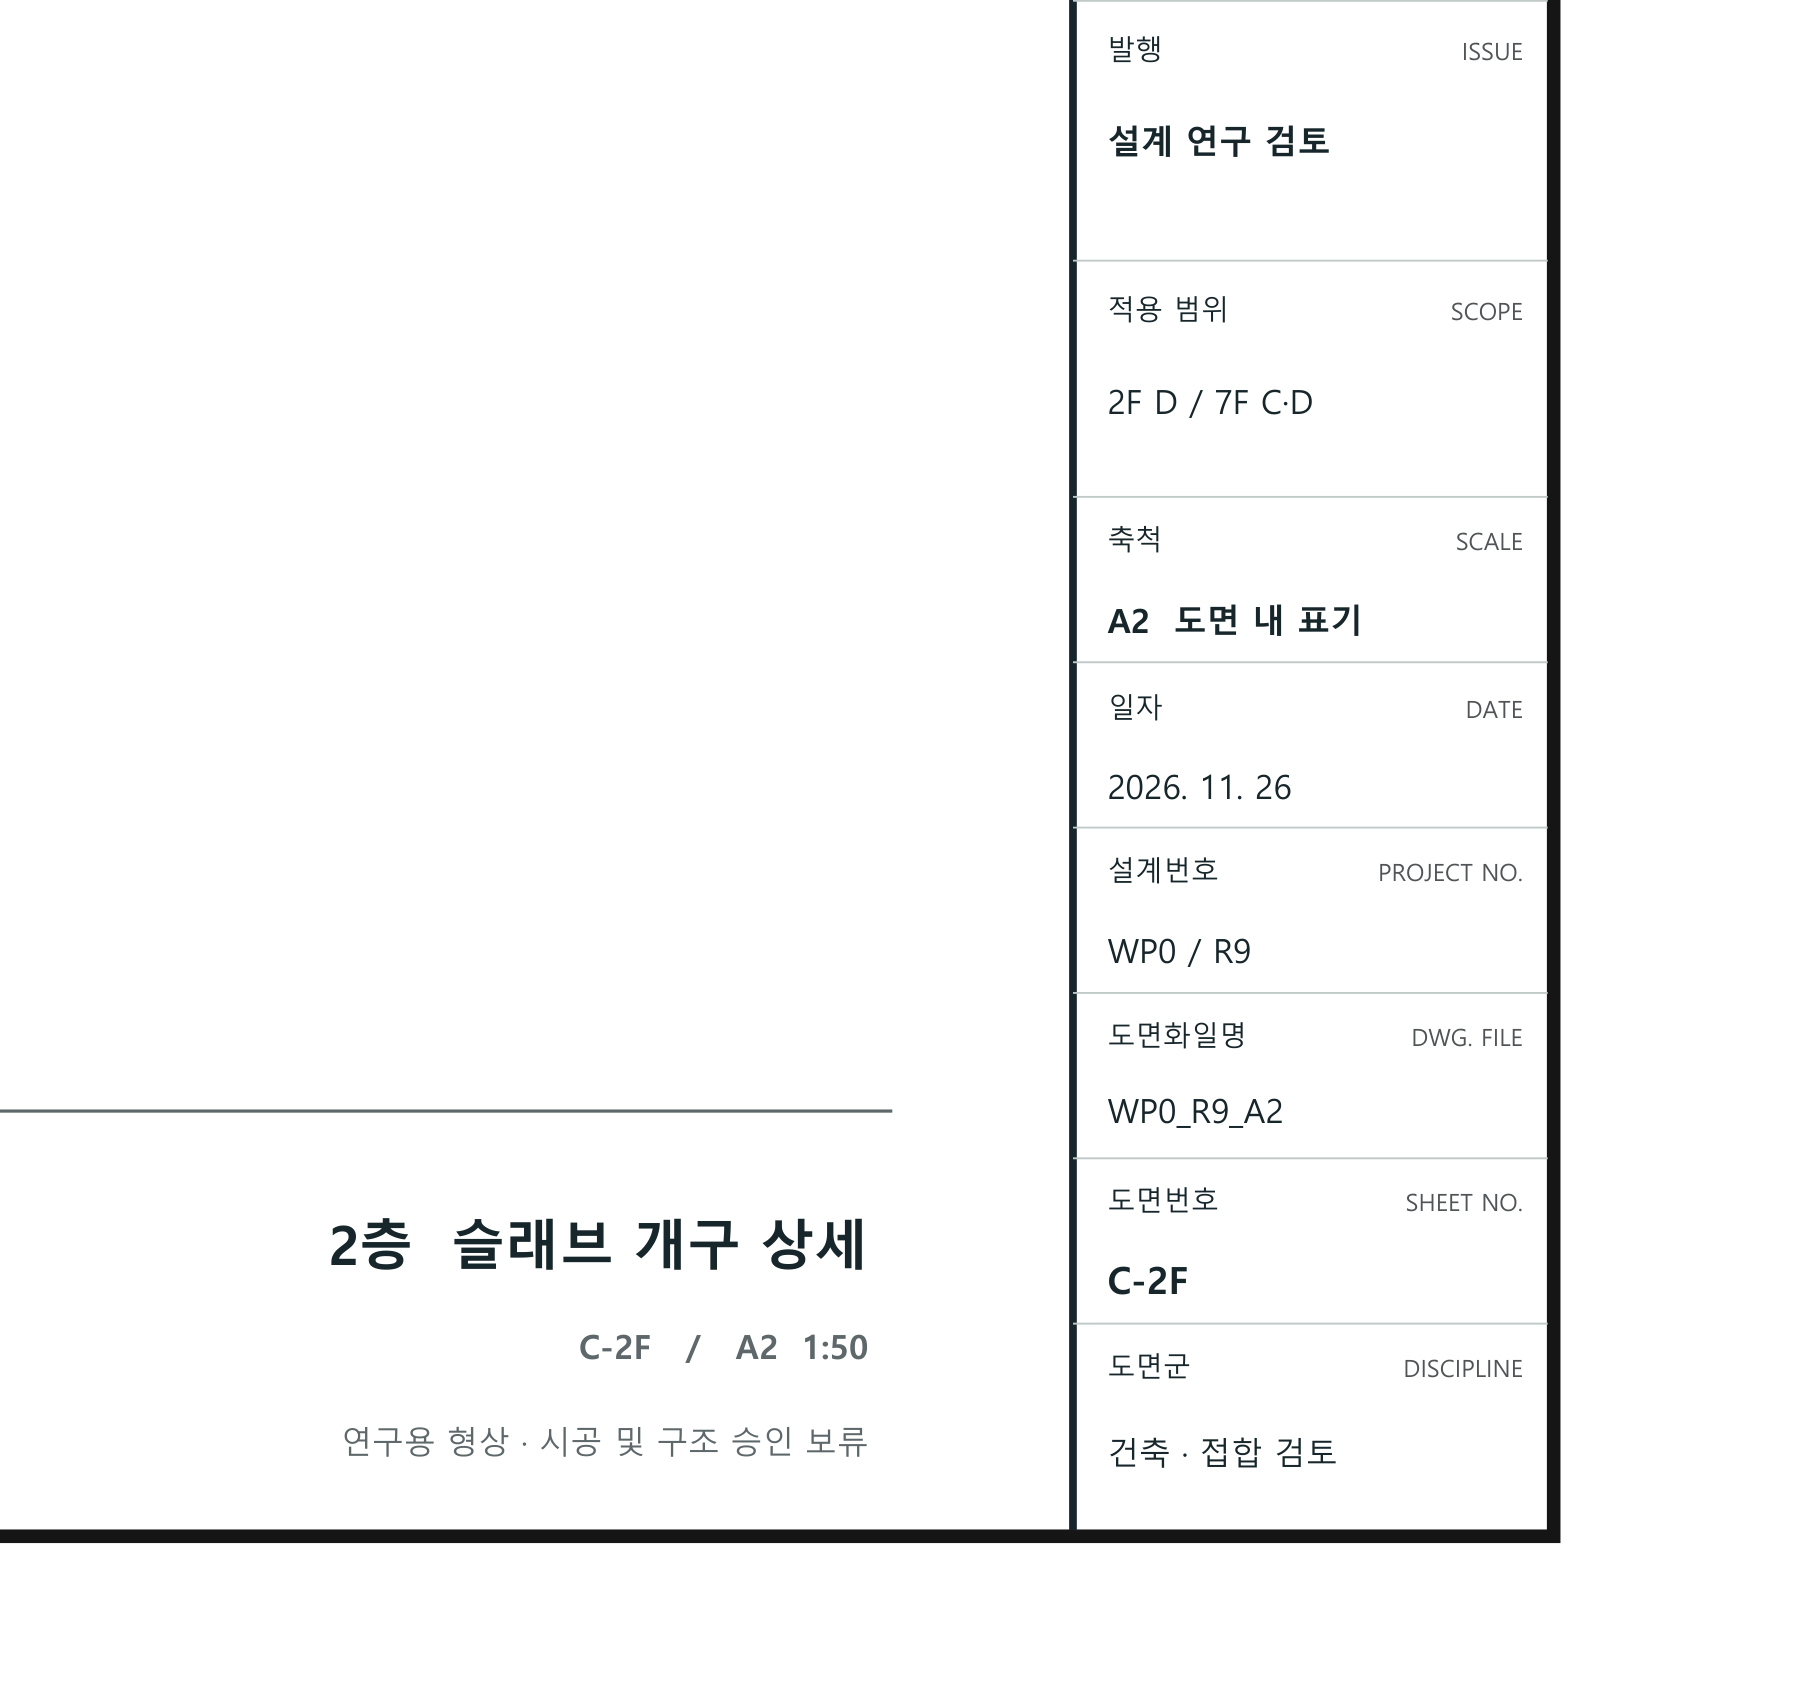 발행 ISSUE
설계 연구 검토
적용 범위 SCOPE
2F D / 7F C·D
축척 SCALE
A2 도면 내 표기
일자 DATE
2026. 11. 26
설계번호 PROJECT NO.
WP0 / R9
도면화일명 DWG. FILE
WP0_R9_A2
도면번호 SHEET NO.
C-2F
도면군 DISCIPLINE
건축 · 접합 검토
2층 슬래브 개구 상세
C-2F / A2 1:50
연구용 형상 · 시공 및 구조 승인 보류